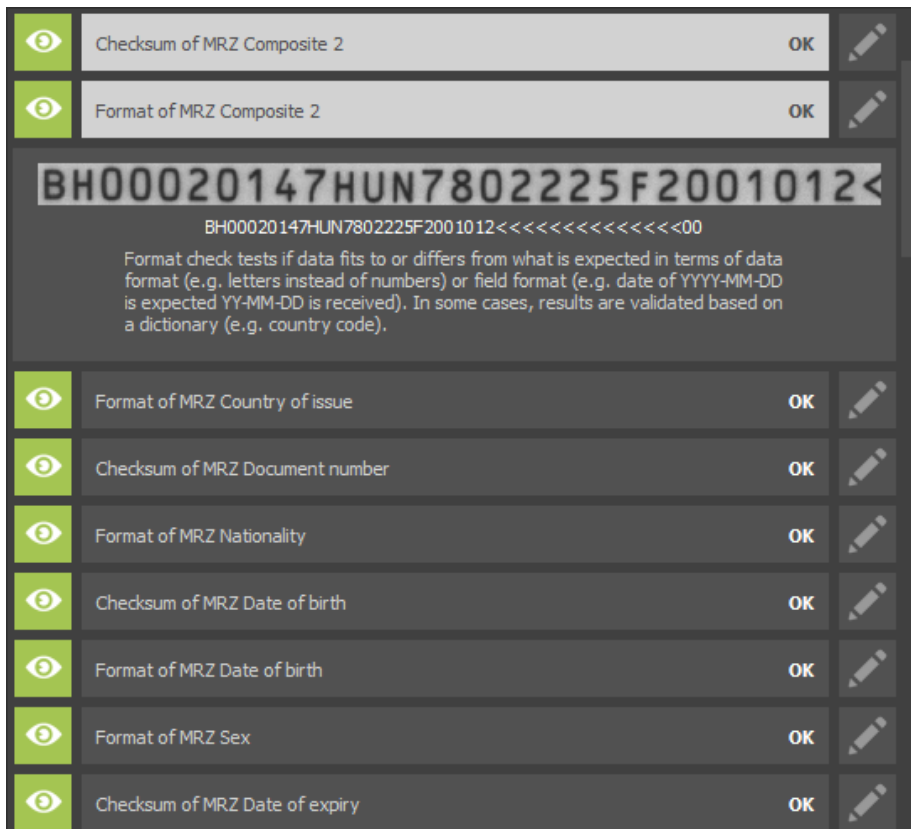 Checksum of MRZ Composite 2 OK
Format of MRZ Composite 2 OK
BH00020147HUN7802225F2001012<
BH00020147HUN7802225F2001012<<<<<<<<<<<<<<00
Format check tests if data fits to or differs from what is expected in terms of data
format (e.g. letters instead of numbers) or field format (e.g. date of YYYY-MM-DD
is expected YY-MM-DD is received). In some cases, results are validated based on
a dictionary (e.g. country code).
Format of MRZ Country of issue OK
Checksum of MRZ Document number OK
Format of MRZ Nationality OK
Checksum of MRZ Date of birth OK
Format of MRZ Date of birth OK
Format of MRZ Sex OK
Checksum of MRZ Date of expiry OK